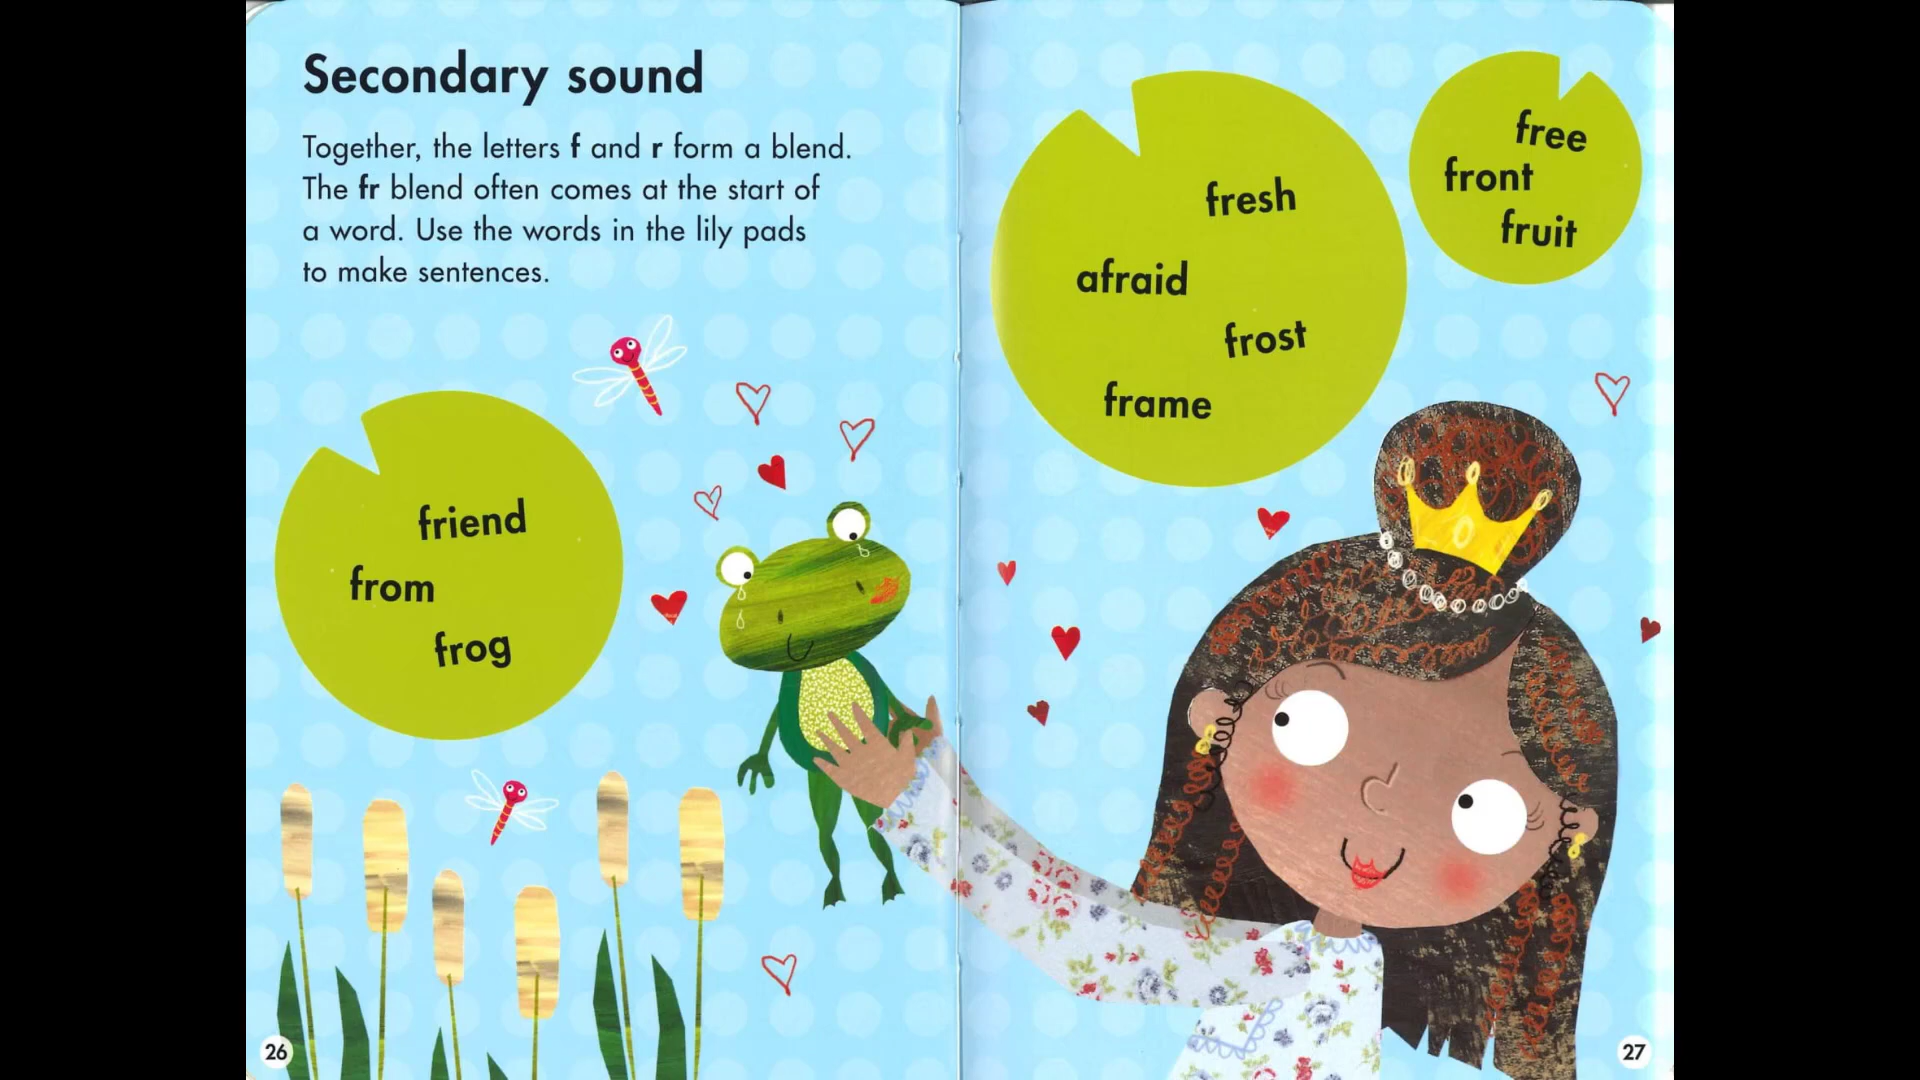 Secondary sound
Together, the letters f and r form a blend.
The fr blend often comes at the start of
a word. Use the words in the lily pads
to make sentences.
friend
from
frog
26
fresh
afraid
frost
frame
free
front
fruit
27